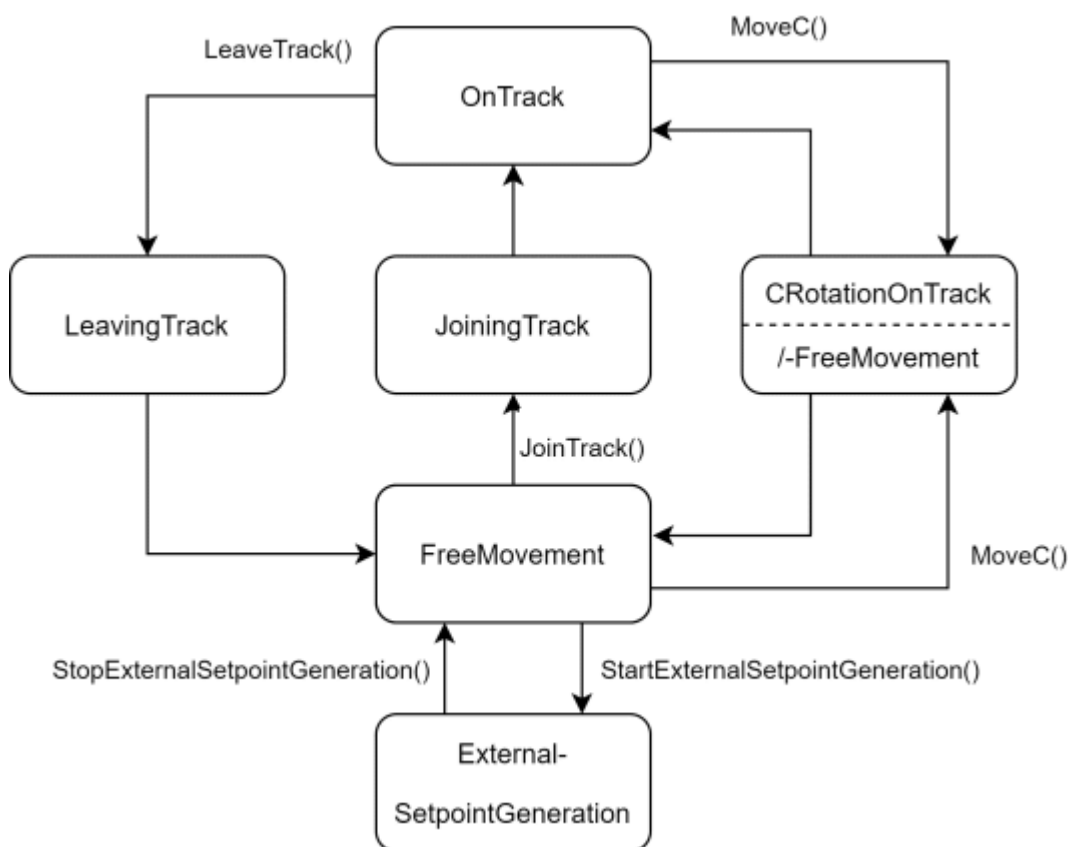 MoveC()
LeaveTrack()
OnTrack
LeavingTrack
JoiningTrack
CRotationOnTrack
/-FreeMovement
JoinTrack()
FreeMovement
MoveC()
StopExternalSetpointGeneration()
StartExternalSetpointGeneration()
External-
SetpointGeneration